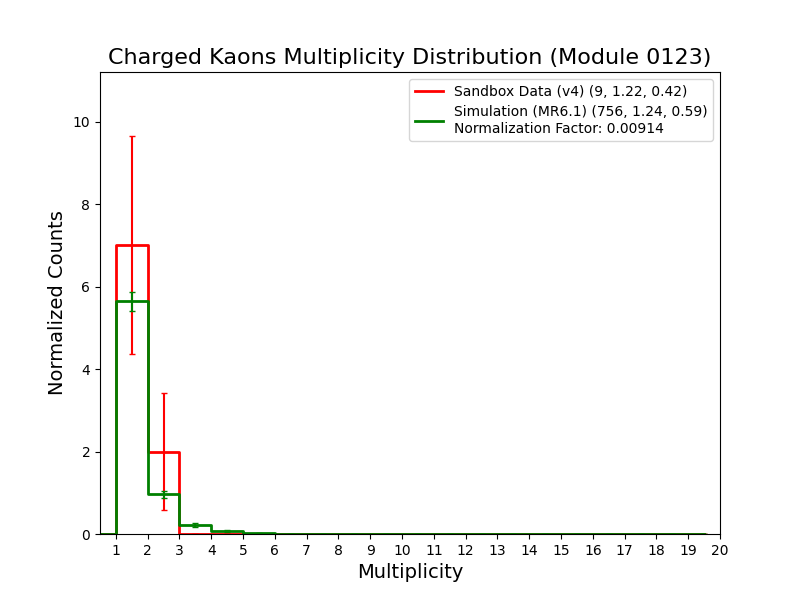 Charged Kaons Multiplicity Distribution (Module 0123)
Sandbox Data (v4) (9, 1.22, 0.42)
Simulation (MR6.1) (756, 1.24, 0.59)
Normalization Factor: 0.00914
Normalized Counts
10
8
6
4
2
0
1 2 3 4 5 6 7 8 9 10 11 12 13 14 15 16 17 18 19 20
Multiplicity